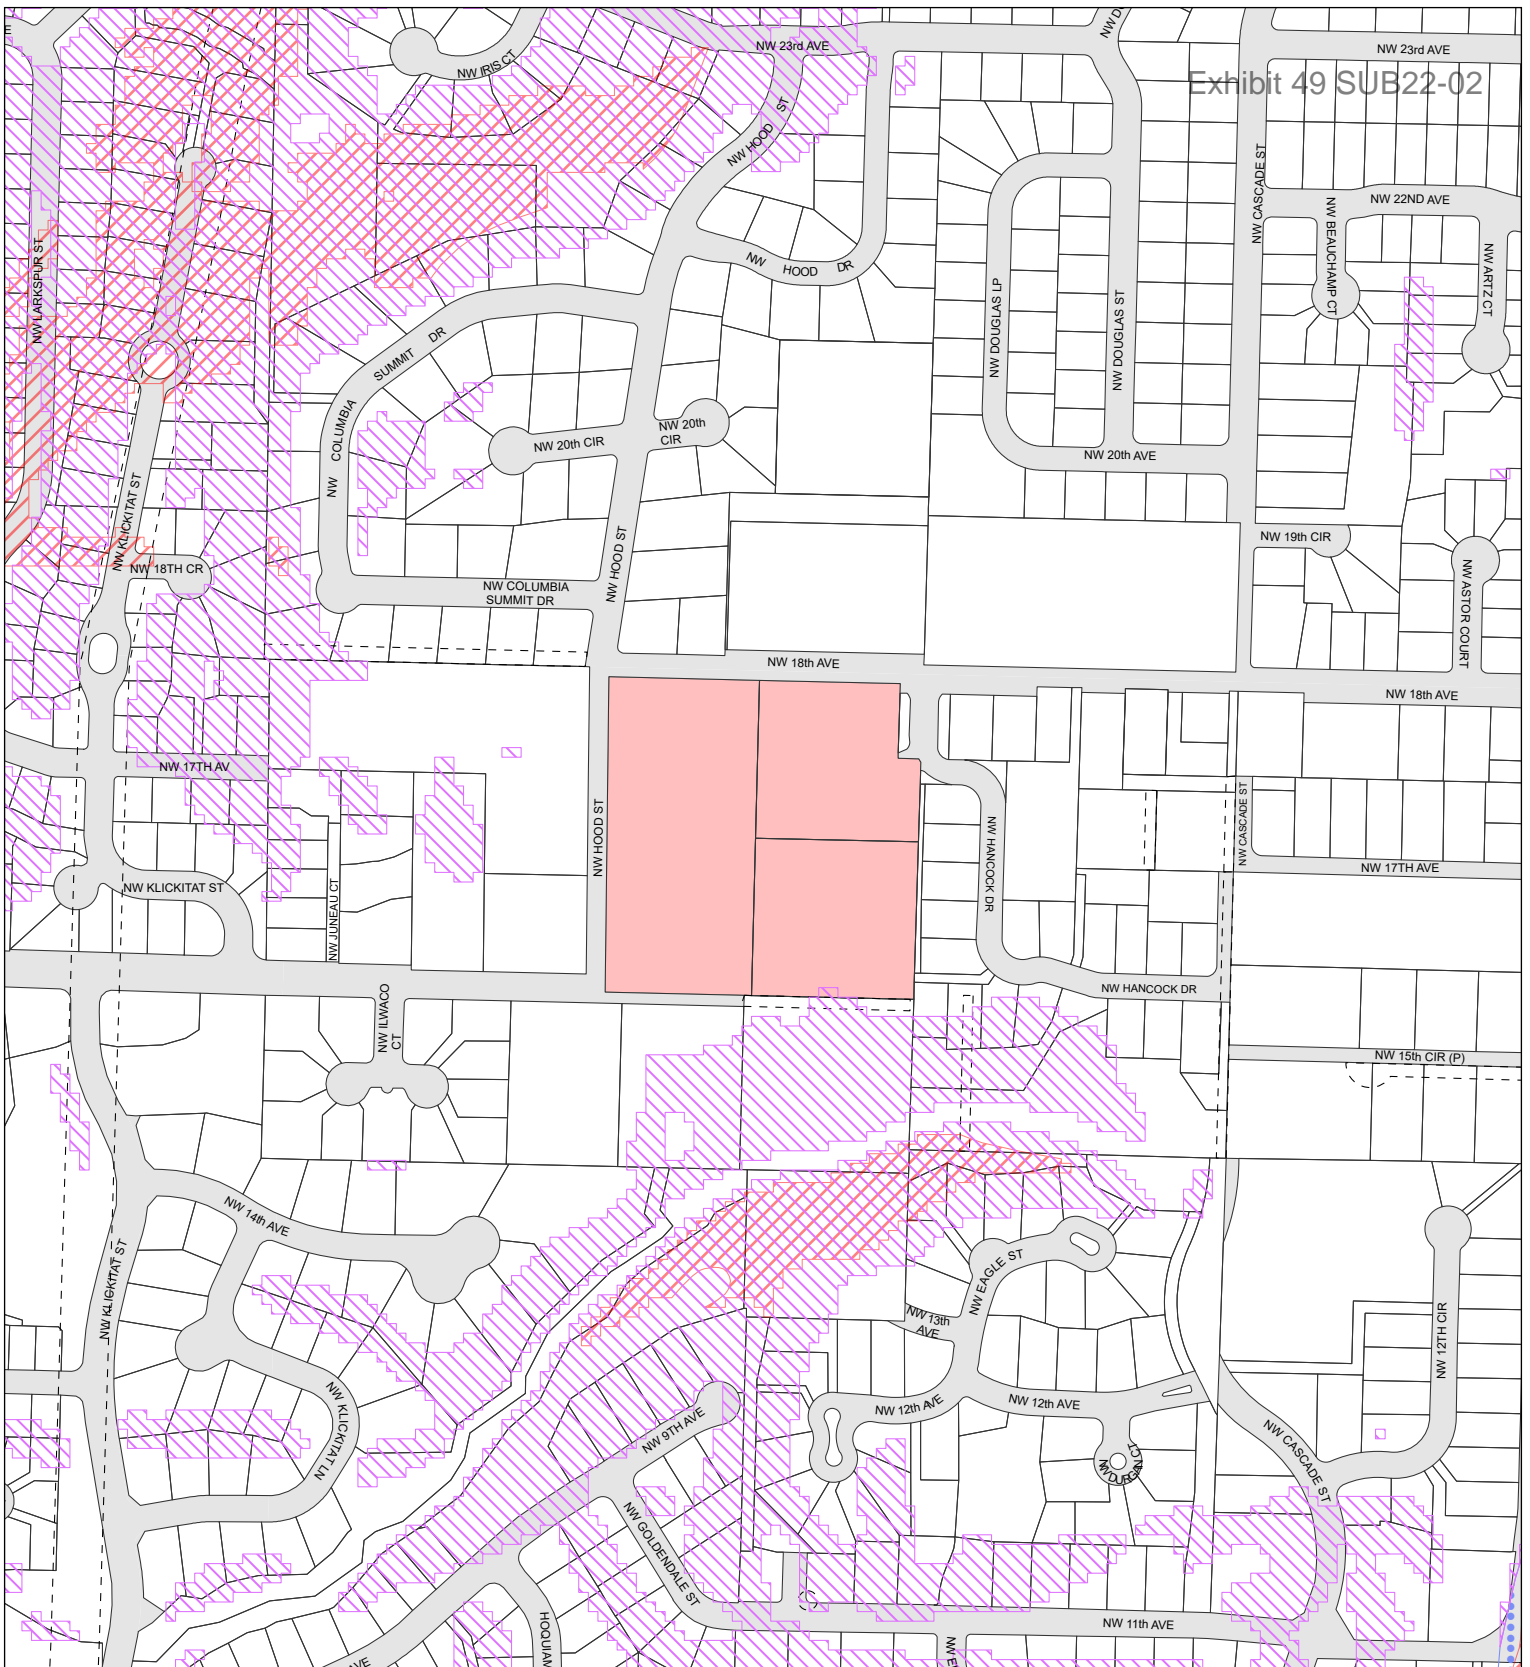 E
NW IRIS CT
NW 23rd AVE
NW 23rd AVE
Exhibit 49 SUB22-02
NW HOOD ST
NW CASCADE ST
NW 22ND AVE
NW BEAUCHAMP CT
NW ARTZ CT
NW LARKSPUR ST
NW HOOD DR
NW DOUGLAS LP
NW DOUGLAS ST
NW COLUMBIA SUMMIT DR
NW 20th CIR
NW 20th
CIR
NW 20th AVE
NW KLICKITAT ST
NW 18TH CR
NW HOOD ST
NW 19th CIR
NW ASTOR COURT
NW COLUMBIA
SUMMIT DR
NW 18th AVE
NW 18th AVE
NW 17TH AV
NW HOOD ST
NW HANCOCK DR
NW CASCADE ST
NW 17TH AVE
NW KLICKITAT ST
NW JUNEAU CT
NW HANCOCK DR
NW ILWACO
CT
NW 15th CIR (P)
NW 14th AVE
NW KLICKITAT ST
NW EAGLE ST
NW 13th
AVE
NW 12TH CIR
NW KLICKITAT LN
NW 9TH AVE
NW 12th AVE
NW 12th AVE
NW DURGAN CT
NW CASCADE ST
NW GOLDENDALE ST
NW 11th AVE
HOQUIAM
AVE